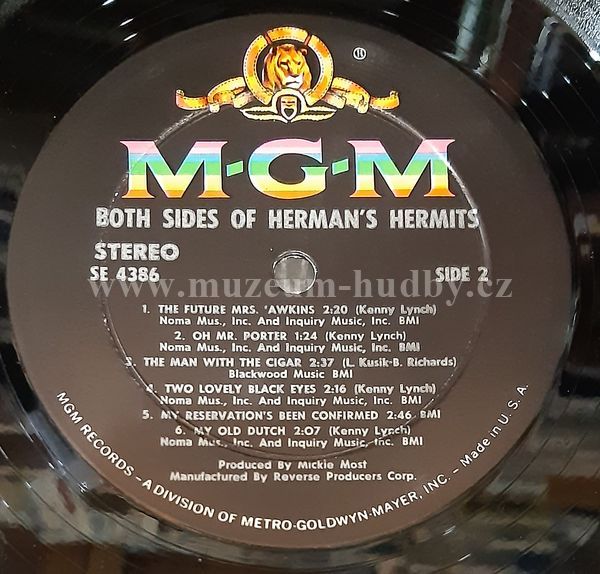 ®
M-G-M
BOTH SIDES OF HERMAN'S HERMITS
STEREO
SE 4386
SIDE 2
www.muzeum-hudby.cz
1. THE FUTURE MRS. 'AWKINS 2:20 (Kenny Lynch)
Noma Mus., Inc. And Inquiry Music, Inc. BMI
2. OH MR. PORTER 1:24 (Kenny Lynch)
Noma Mus., Inc. And Inquiry Music, Inc. BMI
3. THE MAN WITH THE CIGAR 2:37 (L. Kusik-B. Richards)
Blackwood Music BMI
4. TWO LOVELY BLACK EYES 2:16 (Kenny Lynch)
Noma Mus., Inc. And Inquiry Music, Inc. BMI
5. MY RESERVATION'S BEEN CONFIRMED 2:46 BMI
6. MY OLD DUTCH 2:07 (Kenny Lynch)
Noma Mus., Inc. And Inquiry Music, Inc. BMI
Produced By Mickie Most
Manufactured By Reverse Producers Corp.
MGM RECORDS – A DIVISION OF METRO-GOLDWYN-MAYER, INC. – Made in U. S. A.